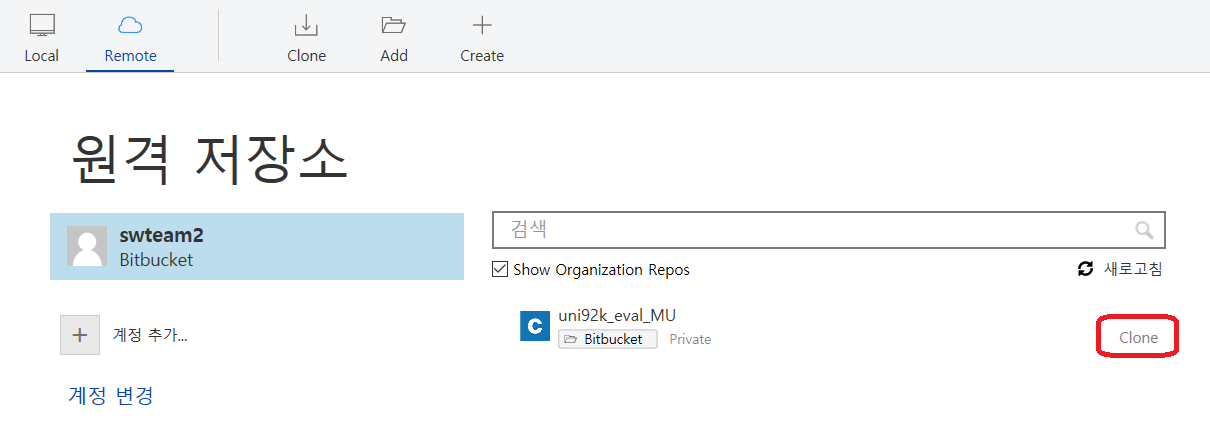 Local Remote Clone Add Create
원격 저장소
swteam2
Bitbucket
계정 추가...
계정 변경
검색
Show Organization Repos 새로고침
C uni92k_eval_MU
Bitbucket Private
Clone